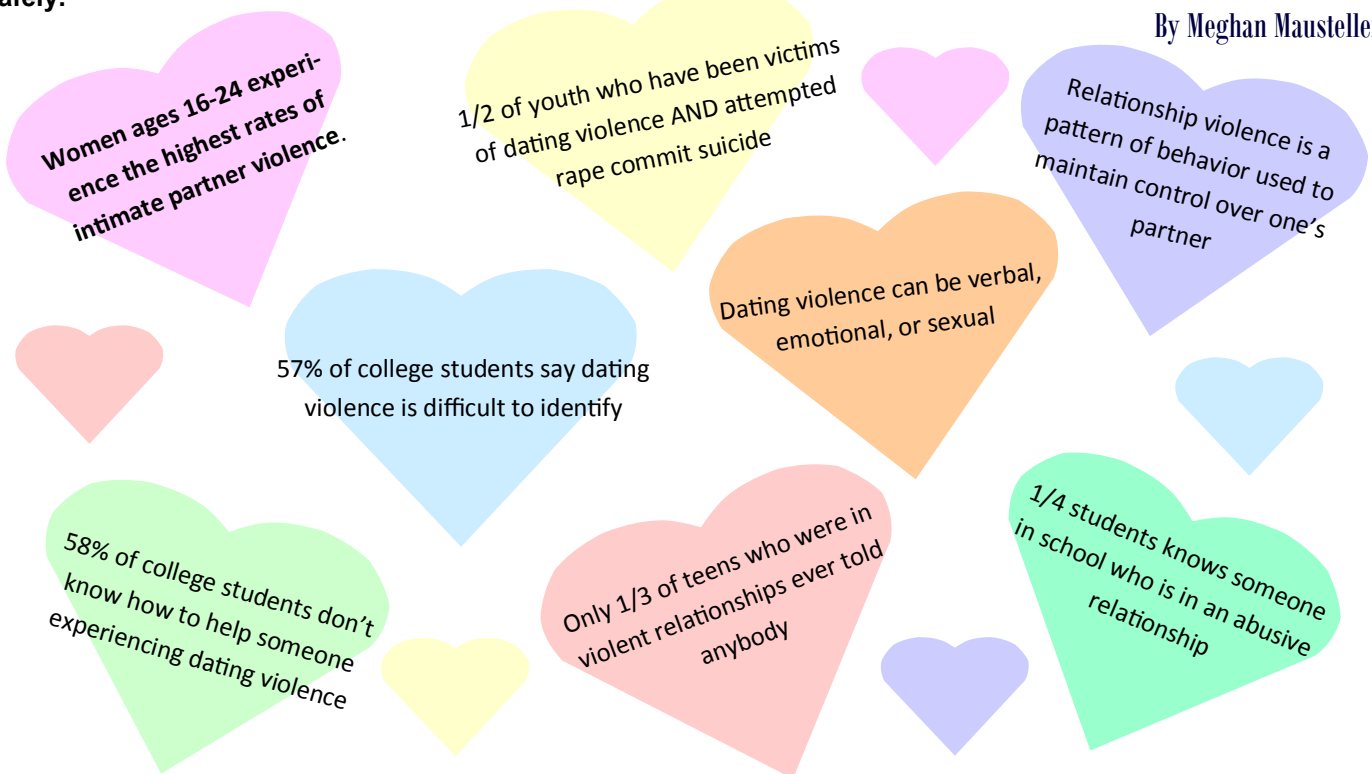 By Meghan Maustelle
Women ages 16-24 experi-
ence the highest rates of
intimate partner violence.
1/2 of youth who have been victims
of dating violence AND attempted
rape commit suicide
Relationship violence is a
pattern of behavior used to
maintain control over one’s
partner
Dating violence can be verbal,
emotional, or sexual
57% of college students say dating
violence is difficult to identify
58% of college students don’t
know how to help someone
experiencing dating violence
Only 1/3 of teens who were in
violent relationships ever told
anybody
1/4 students knows someone
in school who is in an abusive
relationship